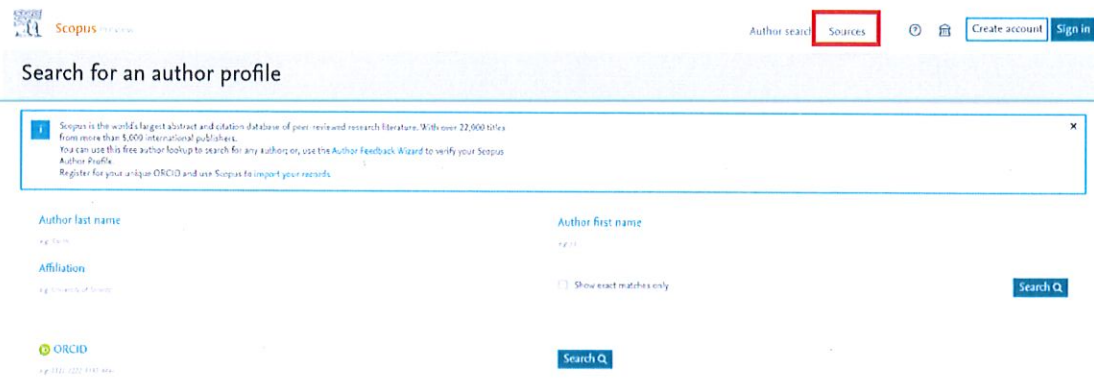 Scopus Preview
Author search Sources
Create account Sign in
Search for an author profile
Scopus is the world's largest abstract and citation database of peer-reviewed research literature. With over 22,000 titles
from more than 5,000 international publishers.
You can use this free author lookup to search for any author; or, use the Author Feedback Wizard to verify your Scopus
Author Profile.
Register for your unique ORCID and use Scopus to import your records
Author last name
Author first name
Affiliation
Show exact matches only
Search
ORCID
Search